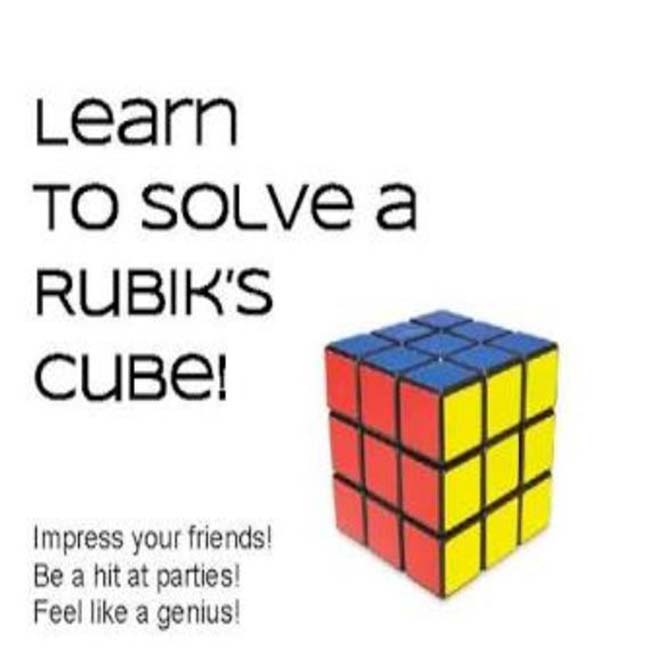 Learn
to solve a
Rubik's
Cube!
Impress your friends!
Be a hit at parties!
Feel like a genius!